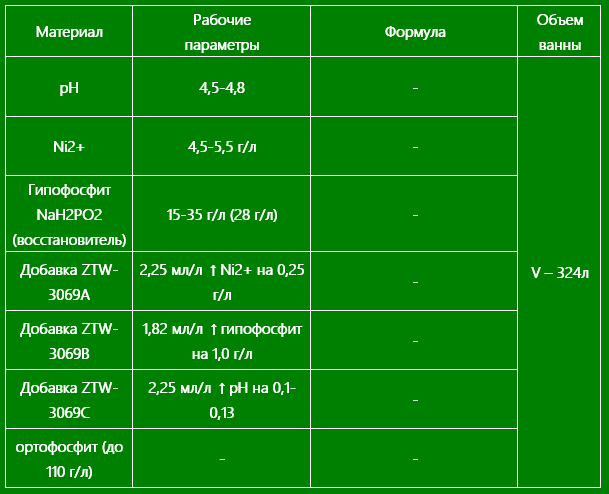 Материал
Рабочие
параметры
Формула
Объем
ванны
pH
4,5-4,8
-
Ni2+
4,5-5,5 г/л
-
Гипофосфит
NaH2PO2
(восстановитель)
15-35 г/л (28 г/л)
-
V – 324л
Добавка ZTW-
3069A
2,25 мл/л ↑ Ni2+ на 0,25
г/л
-
Добавка ZTW-
3069B
1,82 мл/л ↑ гипофосфит
на 1,0 г/л
-
Добавка ZTW-
3069C
2,25 мл/л ↑ pH на 0,1-
0,13
-
ортофосфит (до
110 г/л)
-
-